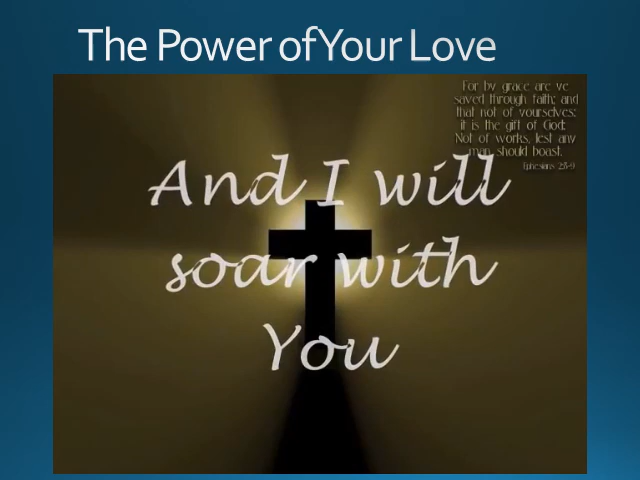 The Power of Your Love
For by grace are ye
saved through faith; and
that not of yourselves:
it is the gift of God:
Not of works, lest any
man should boast.
Ephesians 2:8-9
And I will
soar with
You